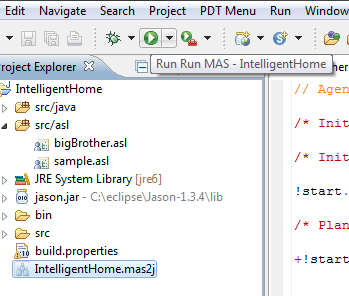 Edit Search Project PDT Menu Run Window
Run Run MAS - IntelligentHome
Project Explorer
IntelligentHome
src/java
src/asl
bigBrother.asl
sample.asl
JRE System Library [jre6]
jason.jar - C:\eclipse\Jason-1.3.4\lib
bin
src
build.properties
IntelligentHome.mas2j
// Agen
/* Init
/* Init
!start.
/* Plan
+!start